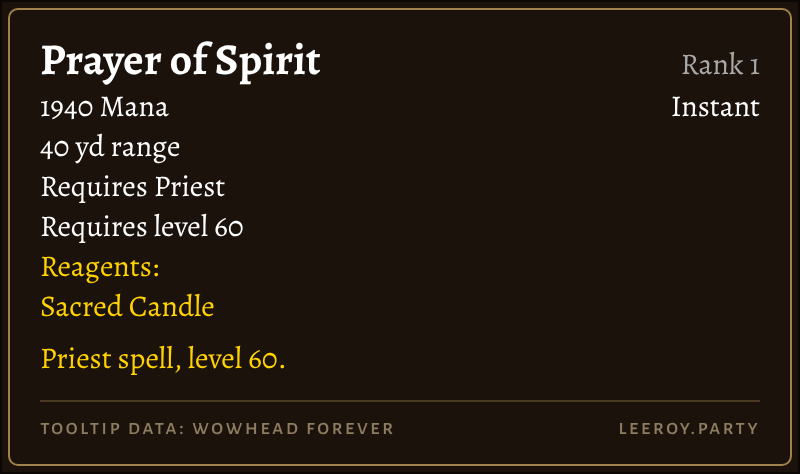 Prayer of Spirit Rank 1
1940 Mana Instant
40 yd range
Requires Priest
Requires level 60
Reagents:
Sacred Candle
Priest spell, level 60.
TOOLTIP DATA: WOWHEAD FOREVER LEEROY.PARTY